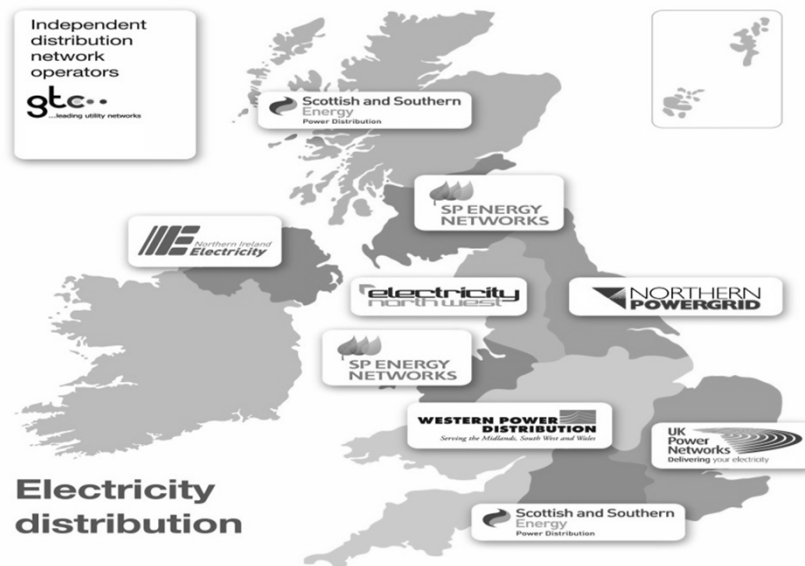 Independent
distribution
network
operators
gtc
...leading utility networks
Scottish and Southern
Energy
Power Distribution
SP ENERGY
NETWORKS
Northern Ireland
Electricity
electricity
north west
NORTHERN
POWERGRID
SP ENERGY
NETWORKS
WESTERN POWER
DISTRIBUTION
Serving the Midlands, South West and Wales
UK
Power
Networks
Delivering your electricity
Electricity
distribution
Scottish and Southern
Energy
Power Distribution